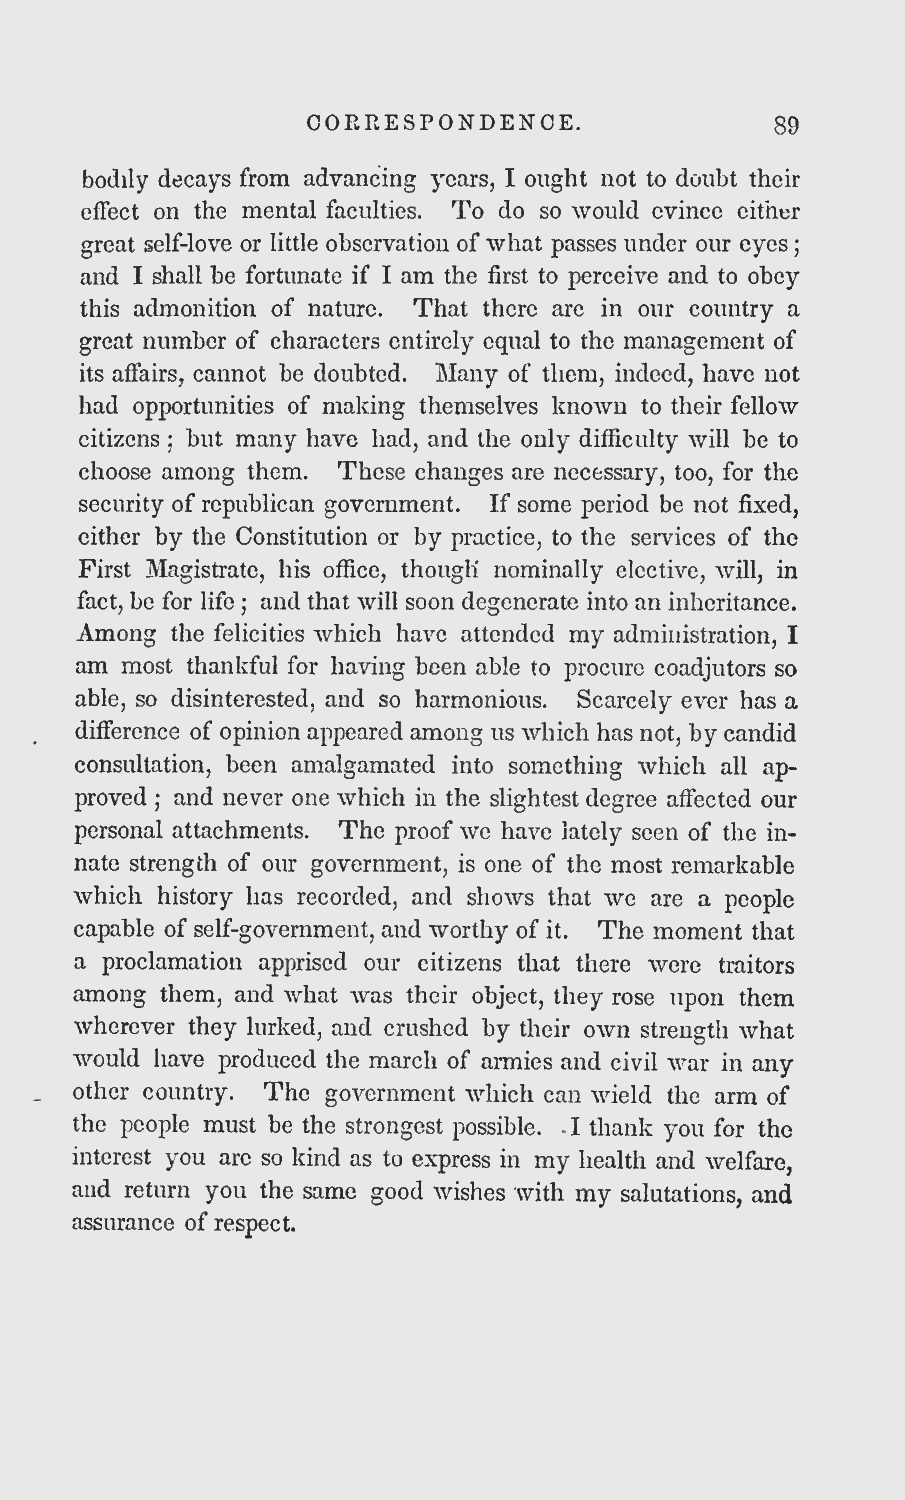 CORRESPONDENCE. 89
bodily decays from advancing years, I ought not to doubt their
effect on the mental faculties. To do so would evince either
great self-love or little observation of what passes under our eyes;
and I shall be fortunate if I am the first to perceive and to obey
this admonition of nature. That there are in our country a
great number of characters entirely equal to the management of
its affairs, cannot be doubted. Many of them, indeed, have not
had opportunities of making themselves known to their fellow
citizens; but many have had, and the only difficulty will be to
choose among them. These changes are necessary, too, for the
security of republican government. If some period be not fixed,
either by the Constitution or by practice, to the services of the
First Magistrate, his office, though nominally elective, will, in
fact, be for life; and that will soon degenerate into an inheritance.
Among the felicities which have attended my administration, I
am most thankful for having been able to procure coadjutors so
able, so disinterested, and so harmonious. Scarcely ever has a
difference of opinion appeared among us which has not, by candid
consultation, been amalgamated into something which all ap-
proved; and never one which in the slightest degree affected our
personal attachments. The proof we have lately seen of the in-
nate strength of our government, is one of the most remarkable
which history has recorded, and shows that we are a people
capable of self-government, and worthy of it. The moment that
a proclamation apprised our citizens that there were traitors
among them, and what was their object, they rose upon them
wherever they lurked, and crushed by their own strength what
would have produced the march of armies and civil war in any
other country. The government which can wield the arm of
the people must be the strongest possible. I thank you for the
interest you are so kind as to express in my health and welfare,
and return you the same good wishes with my salutations, and
assurance of respect.